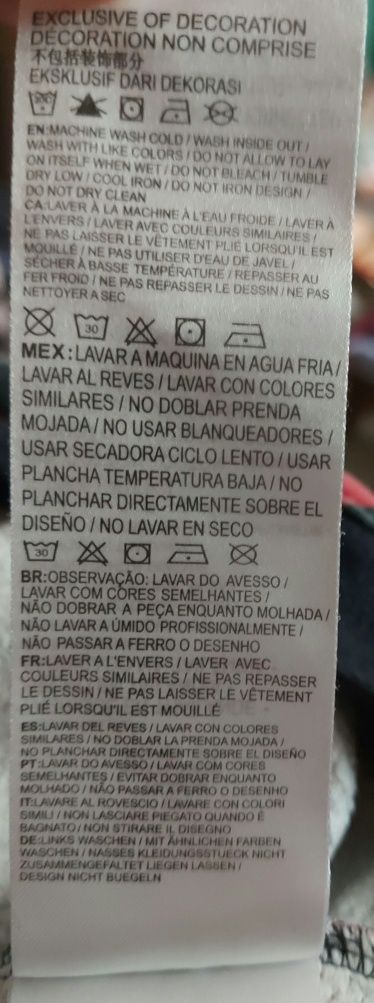 EXCLUSIVE OF DECORATION
DÉCORATION NON COMPRISE
不包括装饰部分
EKSKLUSIF DARI DEKORASI
EN:MACHINE WASH COLD / WASH INSIDE OUT /
WASH WITH LIKE COLORS / DO NOT ALLOW TO LAY
ON ITSELF WHEN WET / DO NOT BLEACH / TUMBLE
DRY LOW / COOL IRON / DO NOT IRON DESIGN /
DO NOT DRY CLEAN
CA:LAVER À LA MACHINE À L'EAU FROIDE / LAVER À
L'ENVERS / LAVER AVEC COULEURS SIMILAIRES /
NE PAS LAISSER LE VÊTEMENT PLIÉ LORSQU'IL EST
MOUILLÉ / NE PAS UTILISER D'EAU DE JAVEL /
SÉCHER À BASSE TEMPÉRATURE / REPASSER AU
FER FROID / NE PAS REPASSER LE DESSIN / NE PAS
NETTOYER A SEC
30
MEX:LAVAR A MAQUINA EN AGUA FRIA /
LAVAR AL REVES / LAVAR CON COLORES
SIMILARES / NO DOBLAR PRENDA
MOJADA / NO USAR BLANQUEADORES /
USAR SECADORA CICLO LENTO / USAR
PLANCHA TEMPERATURA BAJA / NO
PLANCHAR DIRECTAMENTE SOBRE EL
DISEÑO / NO LAVAR EN SECO
30
BR:OBSERVAÇÃO: LAVAR DO AVESSO /
LAVAR COM CORES SEMELHANTES /
NÃO DOBRAR A PEÇA ENQUANTO MOLHADA /
NÃO LAVAR A ÚMIDO PROFISSIONALMENTE /
NÃO PASSAR A FERRO O DESENHO
FR:LAVER A L'ENVERS / LAVER AVEC
COULEURS SIMILAIRES / NE PAS REPASSER
LE DESSIN / NE PAS LAISSER LE VÊTEMENT
PLIÉ LORSQU'IL EST MOUILLÉ
ES:LAVAR DEL REVES / LAVAR CON COLORES
SIMILARES / NO DOBLAR LA PRENDA MOJADA /
NO PLANCHAR DIRECTAMENTE SOBRE EL DISEÑO
PT:LAVAR DO AVESSO / LAVAR COM CORES
SEMELHANTES / EVITAR DOBRAR ENQUANTO
MOLHADO / NÃO PASSAR A FERRO O DESENHO
IT:LAVARE AL ROVESCIO / LAVARE CON COLORI
SIMILI / NON LASCIARE PIEGATO QUANDO È
BAGNATO / NON STIRARE IL DISEGNO
DE:LINKS WASCHEN / MIT ÄHNLICHEN FARBEN
WASCHEN / NASSES KLEIDUNGSSTUECK NICHT
ZUSAMMENGEFALTET LIEGEN LASSEN /
DESIGN NICHT BUEGELN